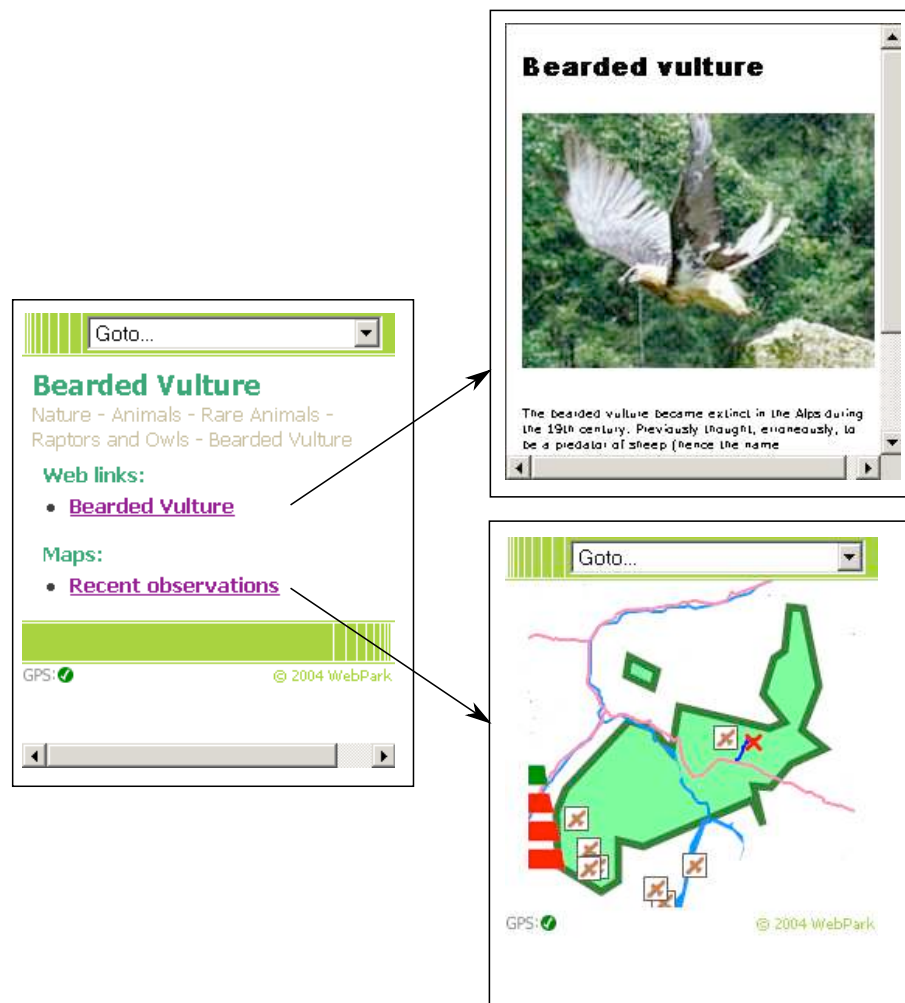 Goto...
Bearded Vulture
Nature - Animals - Rare Animals -
Raptors and Owls - Bearded Vulture
Web links:
• Bearded Vulture
Maps:
• Recent observations
GPS:
© 2004 WebPark
Bearded vulture
The bearded vulture became extinct in the Alps during
the 19th century. Previously thought, erroneously, to
be a predator of sheep (hence the name
Goto...
GPS:
© 2004 WebPark